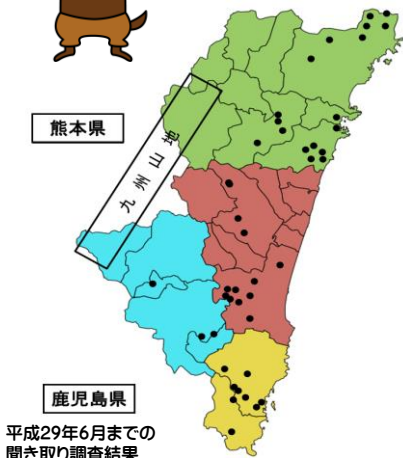 熊本県
九州山地
鹿児島県
平成29年6月までの
聞き取り調査結果